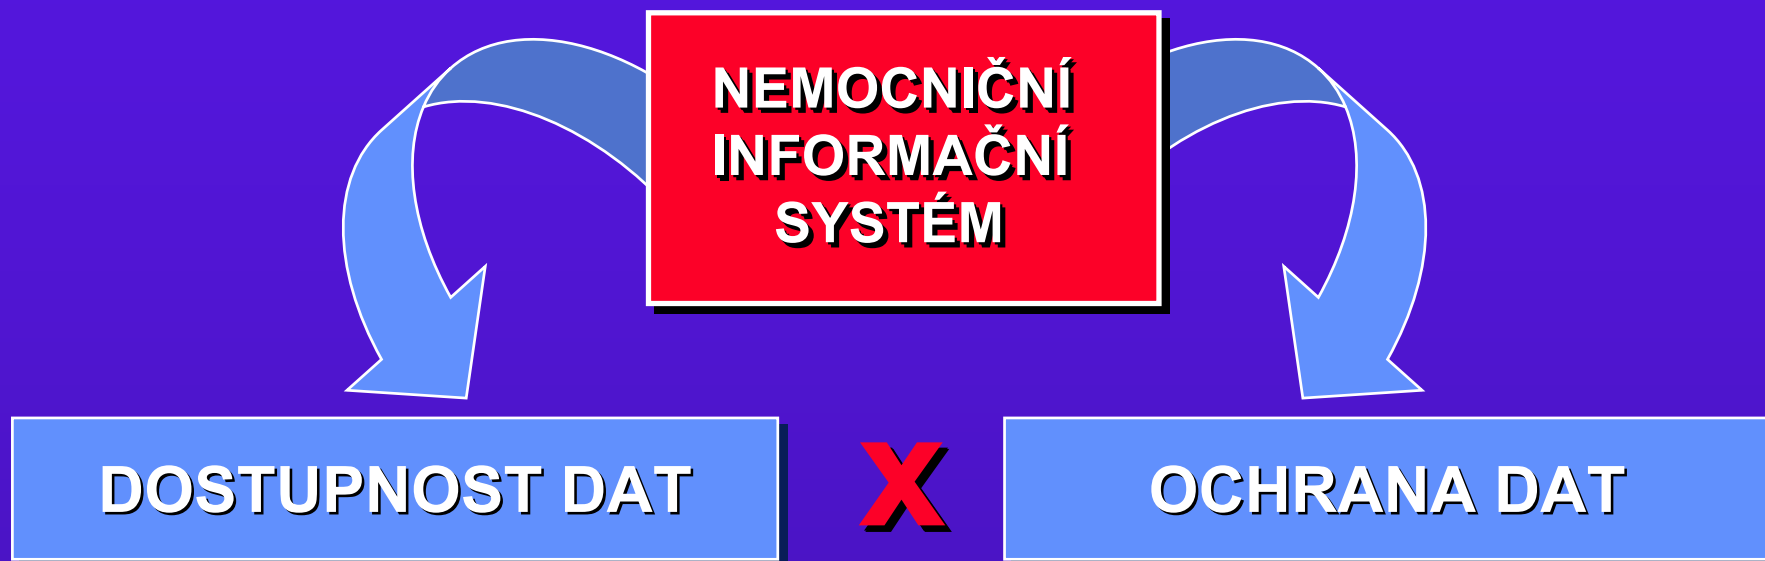 NEMOCNIČNÍ
INFORMAČNÍ
SYSTÉM
DOSTUPNOST DAT X OCHRANA DAT